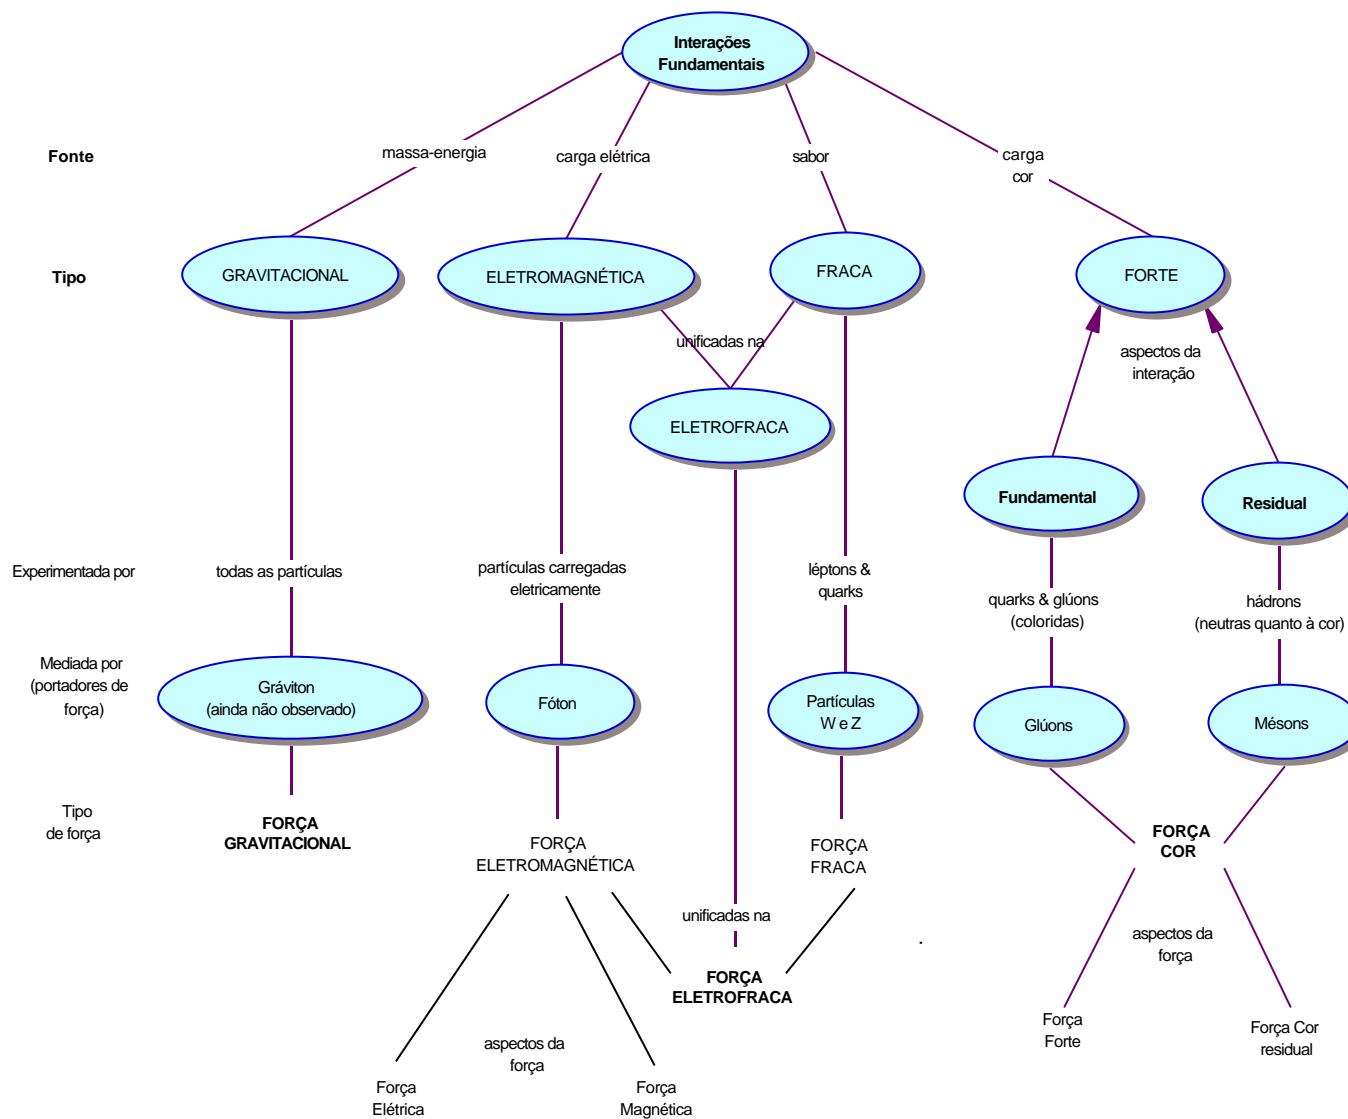 Interações
Fundamentais
Fonte
massa-energia
carga elétrica
sabor
carga
cor
Tipo
GRAVITACIONAL
ELETROMAGNÉTICA
FRACA
FORTE
unificadas na
aspectos da
interação
ELETROFRACA
Fundamental
Residual
Experimentada por
todas as partículas
partículas carregadas
eletricamente
léptons &
quarks
quarks & glúons
(coloridas)
hádrons
(neutras quanto à cor)
Mediada por
(portadores de
força)
Gráviton
(ainda não observado)
Fóton
Partículas
W e Z
Glúons
Mésons
Tipo
de força
FORÇA
GRAVITACIONAL
FORÇA
ELETROMAGNÉTICA
FORÇA
FRACA
FORÇA
COR
unificadas na
aspectos da
força
FORÇA
ELETROFRACA
Força
Forte
Força Cor
residual
aspectos da
força
Força
Elétrica
Força
Magnética